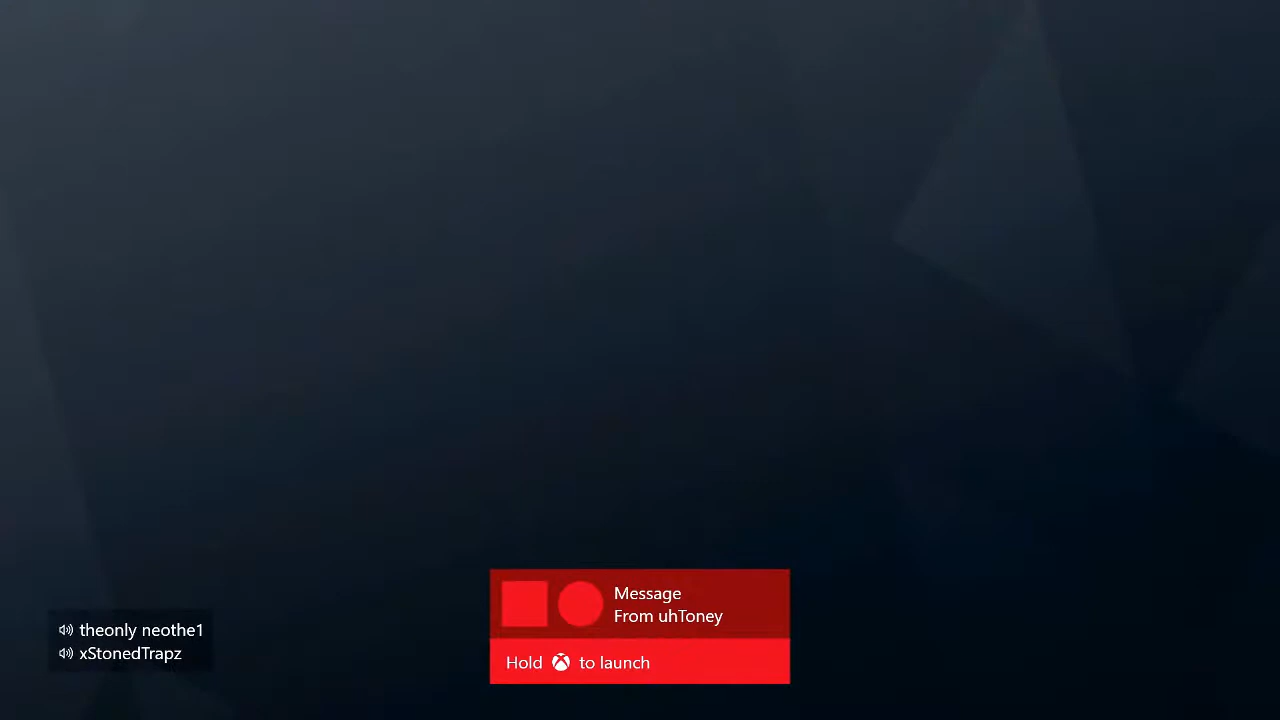 Message
From uhToney
theonly neothe1
xStonedTrapz
Hold to launch